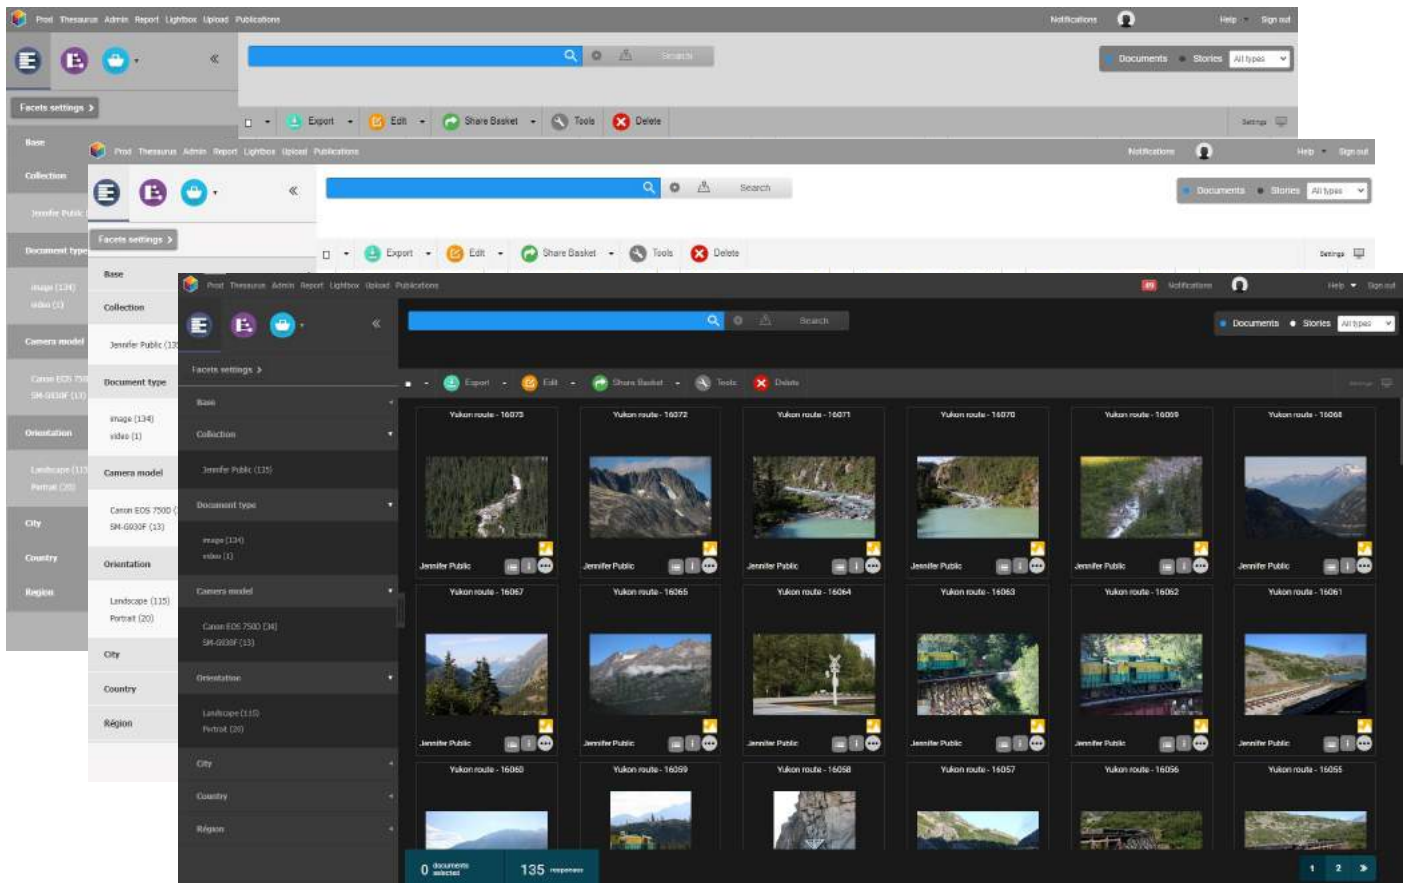 Prod Thesaurus Admin Report Lightbox Upload Publications
Notifications
Help
Sign out
Search
Documents Stories All types
Facets settings
Export Edit Share Basket Tools Delete
Settings
Base
Collection
Jennifer Public
Document type
image (134)
video (1)
Camera model
Canon EOS 750
SM-G930F (13)
Orientation
Landscape (115
Portrait (20)
City
Country
Region
Prod Thesaurus Admin Report Lightbox Upload Publications
Notifications
Help
Sign out
Search
Documents Stories All types
Facets settings
Export Edit Share Basket Tools Delete
Settings
Base
Collection
Jennifer Public (135
Document type
image (134)
video (1)
Camera model
Canon EOS 750D (
SM-G930F (13)
Orientation
Landscape (115)
Portrait (20)
City
Country
Région
Prod Thesaurus Admin Report Lightbox Upload Publications
Notifications
Help
Sign out
Search
Documents Stories All types
Facets settings
Export Edit Share Basket Tools Delete
Settings
Base
Collection
Jennifer Public (135)
Document type
image (134)
video (1)
Camera model
Canon EOS 750D (34)
SM-G930F (13)
Orientation
Landscape (115)
Portrait (20)
City
Country
Région
Yukon route - 16073 Yukon route - 16072 Yukon route - 16071 Yukon route - 16070 Yukon route - 16069 Yukon route - 16068
Jennifer Public Jennifer Public Jennifer Public Jennifer Public Jennifer Public Jennifer Public
Yukon route - 16067 Yukon route - 16065 Yukon route - 16064 Yukon route - 16063 Yukon route - 16062 Yukon route - 16061
Jennifer Public Jennifer Public Jennifer Public Jennifer Public Jennifer Public Jennifer Public
Yukon route - 16060 Yukon route - 16059 Yukon route - 16058 Yukon route - 16057 Yukon route - 16056 Yukon route - 16055
0 documents selected
135 responses
1 2